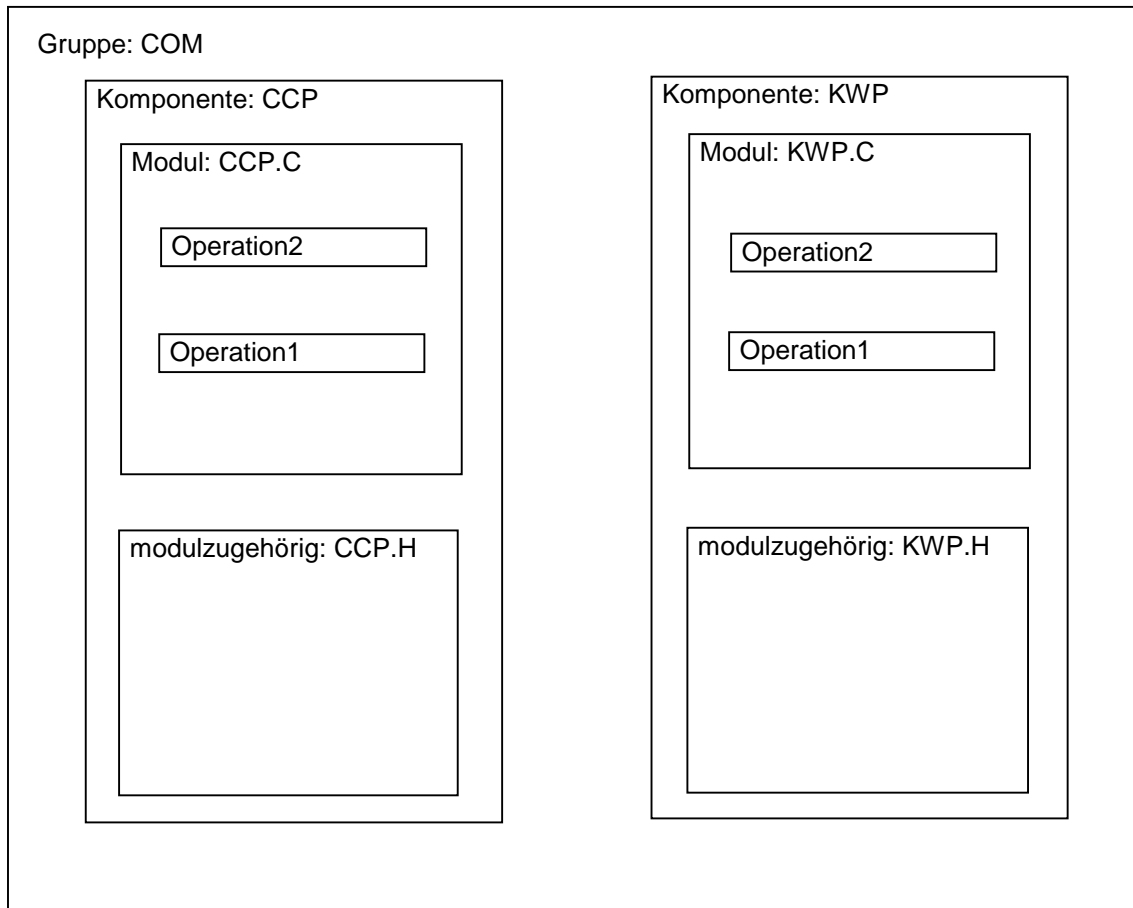 Gruppe: COM
Komponente: CCP
Modul: CCP.C
Operation2
Operation1
modulzugehörig: CCP.H
Komponente: KWP
Modul: KWP.C
Operation2
Operation1
modulzugehörig: KWP.H